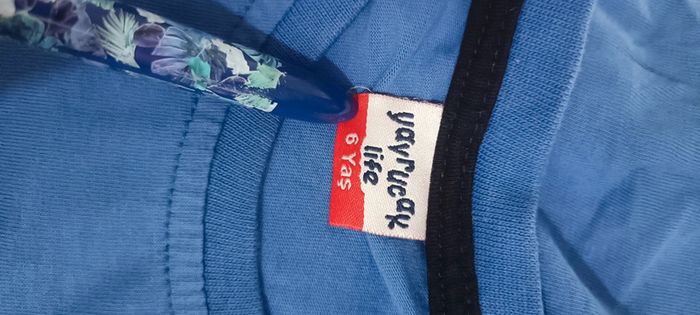 yavrucak
life
6 Yaş